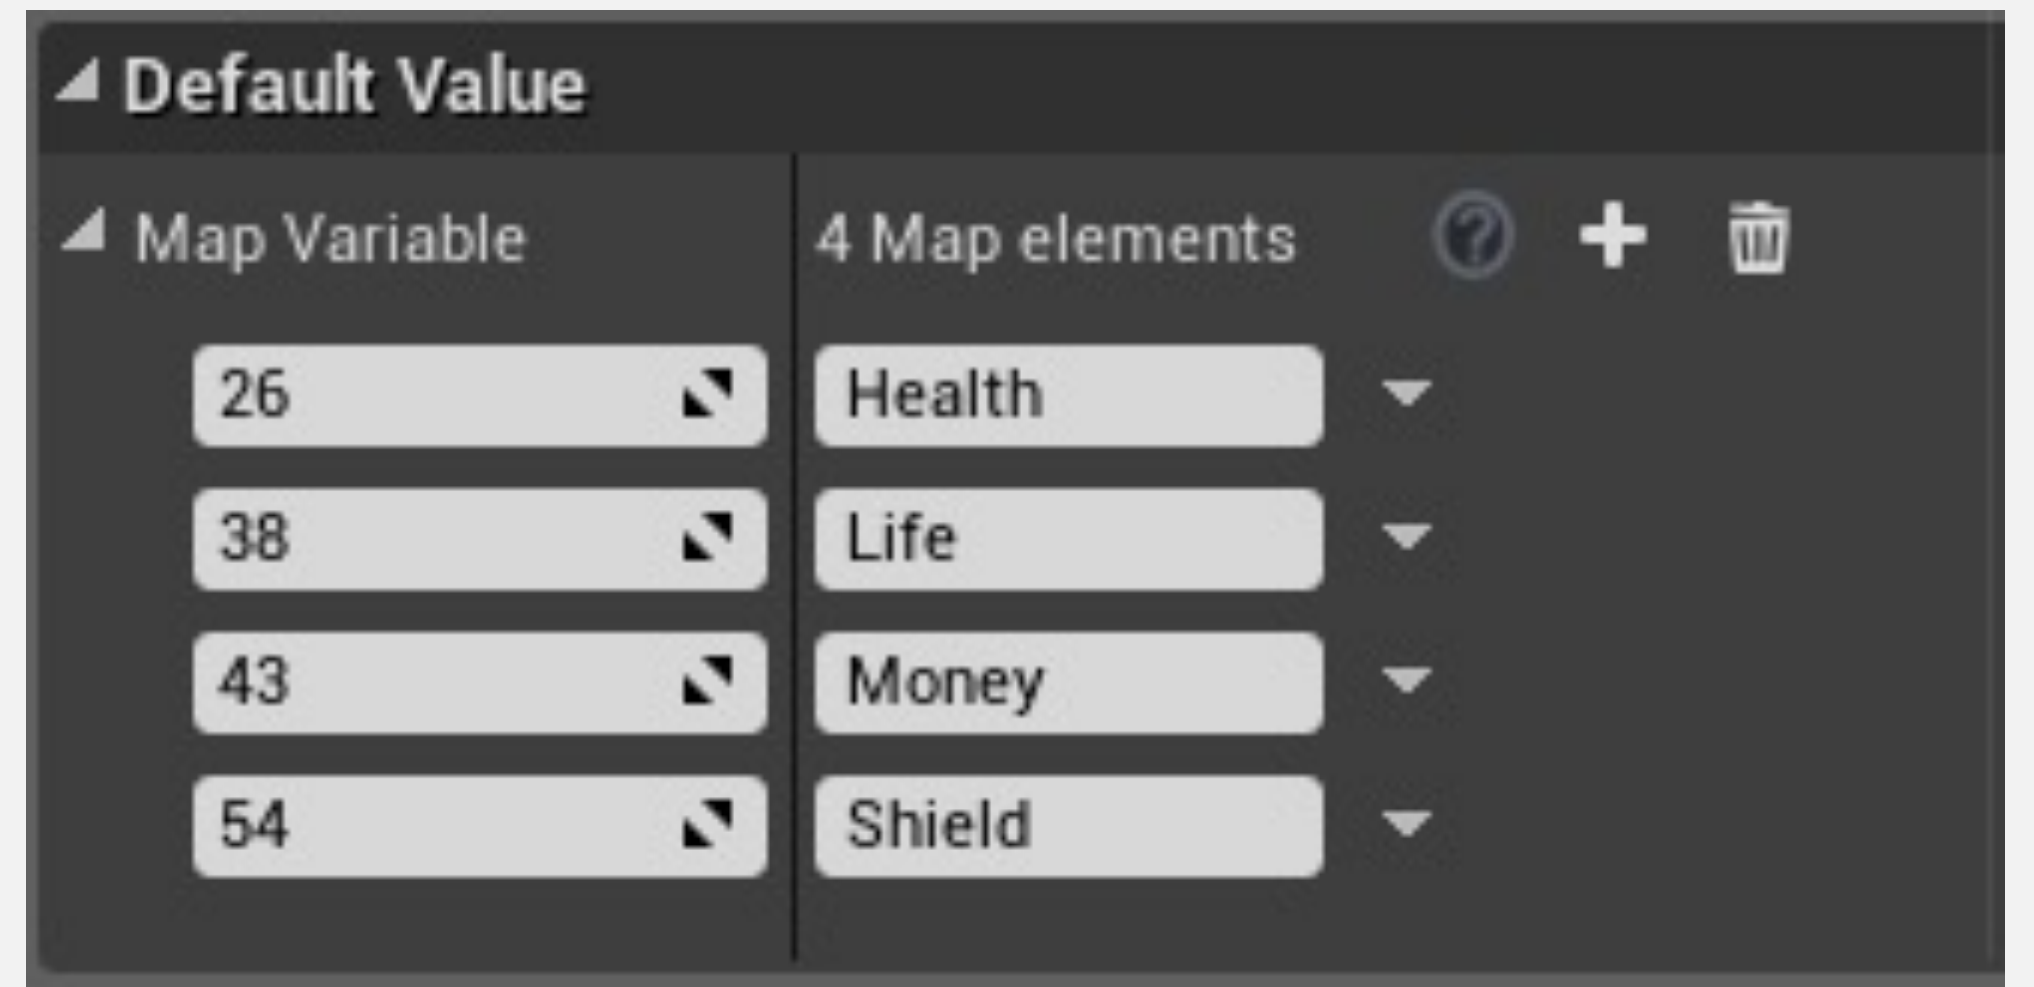 Default Value
Map Variable 4 Map elements
26 Health
38 Life
43 Money
54 Shield